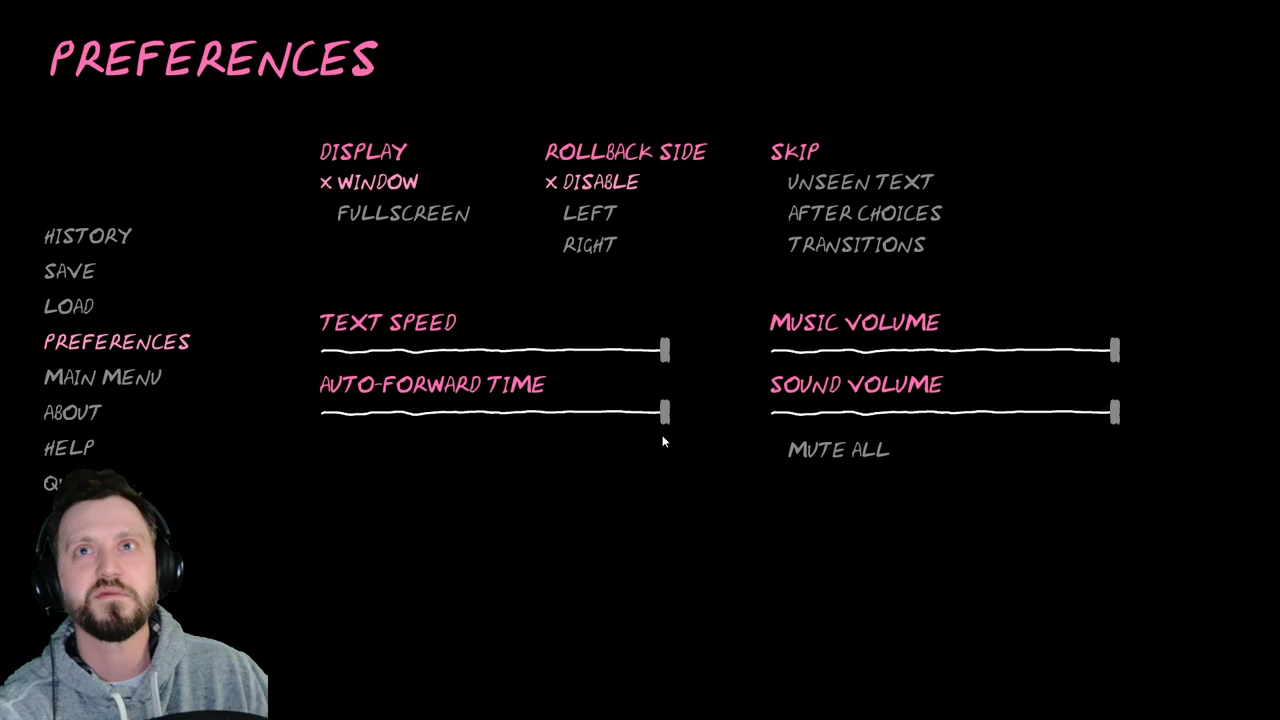 PREFERENCES
DISPLAY
X WINDOW
FULLSCREEN
ROLLBACK SIDE
X DISABLE
LEFT
RIGHT
SKIP
UNSEEN TEXT
AFTER CHOICES
TRANSITIONS
HISTORY
SAVE
LOAD
PREFERENCES
MAIN MENU
ABOUT
HELP
TEXT SPEED
AUTO-FORWARD TIME
MUSIC VOLUME
SOUND VOLUME
MUTE ALL